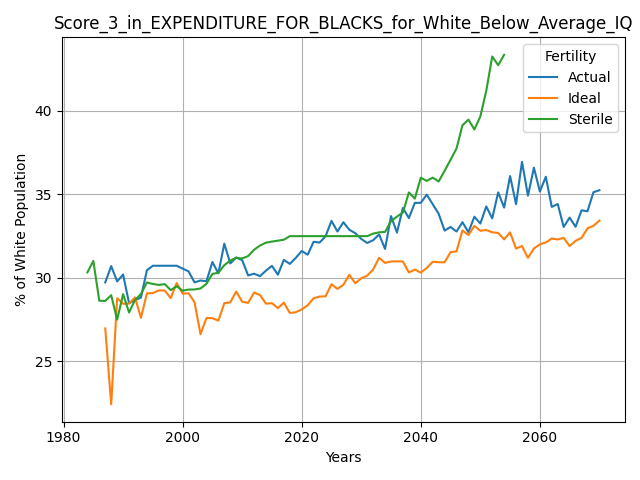 Score_3_in_EXPENDITURE_FOR_BLACKS_for_White_Below_Average_IQ
Fertility
Actual
Ideal
Sterile
% of White Population
40
35
30
25
1980
2000
2020
2040
2060
Years